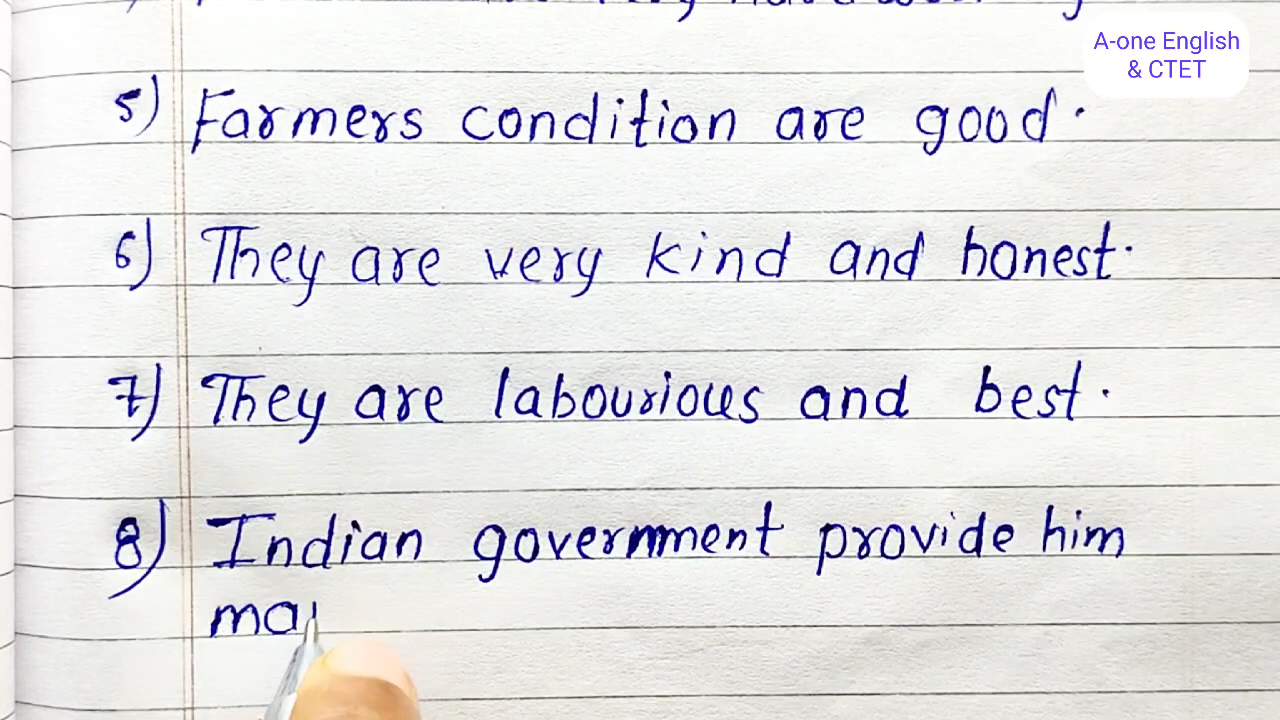 A-one English
& CTET
5) Farmers condition are good.
6) They are very kind and honest.
7) They are labourious and best.
8) Indian government provide him